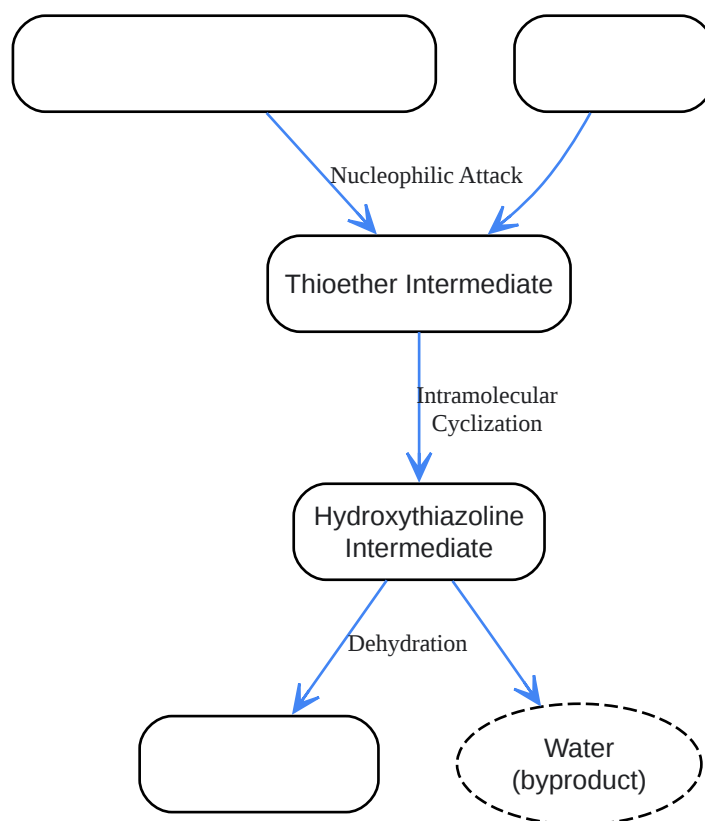 Nucleophilic Attack
Thioether Intermediate
Intramolecular
Cyclization
Hydroxythiazoline
Intermediate
Dehydration
Water
(byproduct)